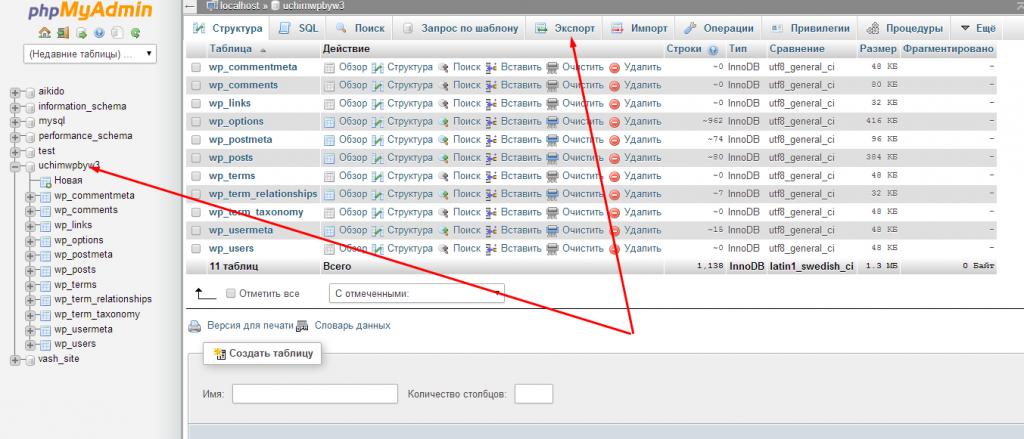 phpMyAdmin
(Недавние таблицы) ...
aikido
information_schema
mysql
performance_schema
test
uchimwpbyw3
Новая
wp_commentmeta
wp_comments
wp_links
wp_options
wp_postmeta
wp_posts
wp_terms
wp_term_relationships
wp_term_taxonomy
wp_usermeta
wp_users
vash_site
localhost » uchimwpbyw3
Структура SQL Поиск Запрос по шаблону Экспорт Импорт Операции Привилегии Процедуры Ещё
Таблица Действие Строки Тип Сравнение Размер Фрагментировано
wp_commentmeta Обзор Структура Поиск Вставить Очистить Удалить ~0 InnoDB utf8_general_ci 48 КБ -
wp_comments Обзор Структура Поиск Вставить Очистить Удалить ~0 InnoDB utf8_general_ci 80 КБ -
wp_links Обзор Структура Поиск Вставить Очистить Удалить ~0 InnoDB utf8_general_ci 32 КБ -
wp_options Обзор Структура Поиск Вставить Очистить Удалить ~962 InnoDB utf8_general_ci 416 КБ -
wp_postmeta Обзор Структура Поиск Вставить Очистить Удалить ~74 InnoDB utf8_general_ci 96 КБ -
wp_posts Обзор Структура Поиск Вставить Очистить Удалить ~80 InnoDB utf8_general_ci 384 КБ -
wp_terms Обзор Структура Поиск Вставить Очистить Удалить ~0 InnoDB utf8_general_ci 48 КБ -
wp_term_relationships Обзор Структура Поиск Вставить Очистить Удалить ~7 InnoDB utf8_general_ci 32 КБ -
wp_term_taxonomy Обзор Структура Поиск Вставить Очистить Удалить ~0 InnoDB utf8_general_ci 48 КБ -
wp_usermeta Обзор Структура Поиск Вставить Очистить Удалить ~15 InnoDB utf8_general_ci 48 КБ -
wp_users Обзор Структура Поиск Вставить Очистить Удалить ~0 InnoDB utf8_general_ci 48 КБ -
11 таблиц Всего 1,138 InnoDB latin1_swedish_ci 1.3 МБ 0 Байт
Отметить все С отмеченными:
Версия для печати Словарь данных
Создать таблицу
Имя: Количество столбцов: